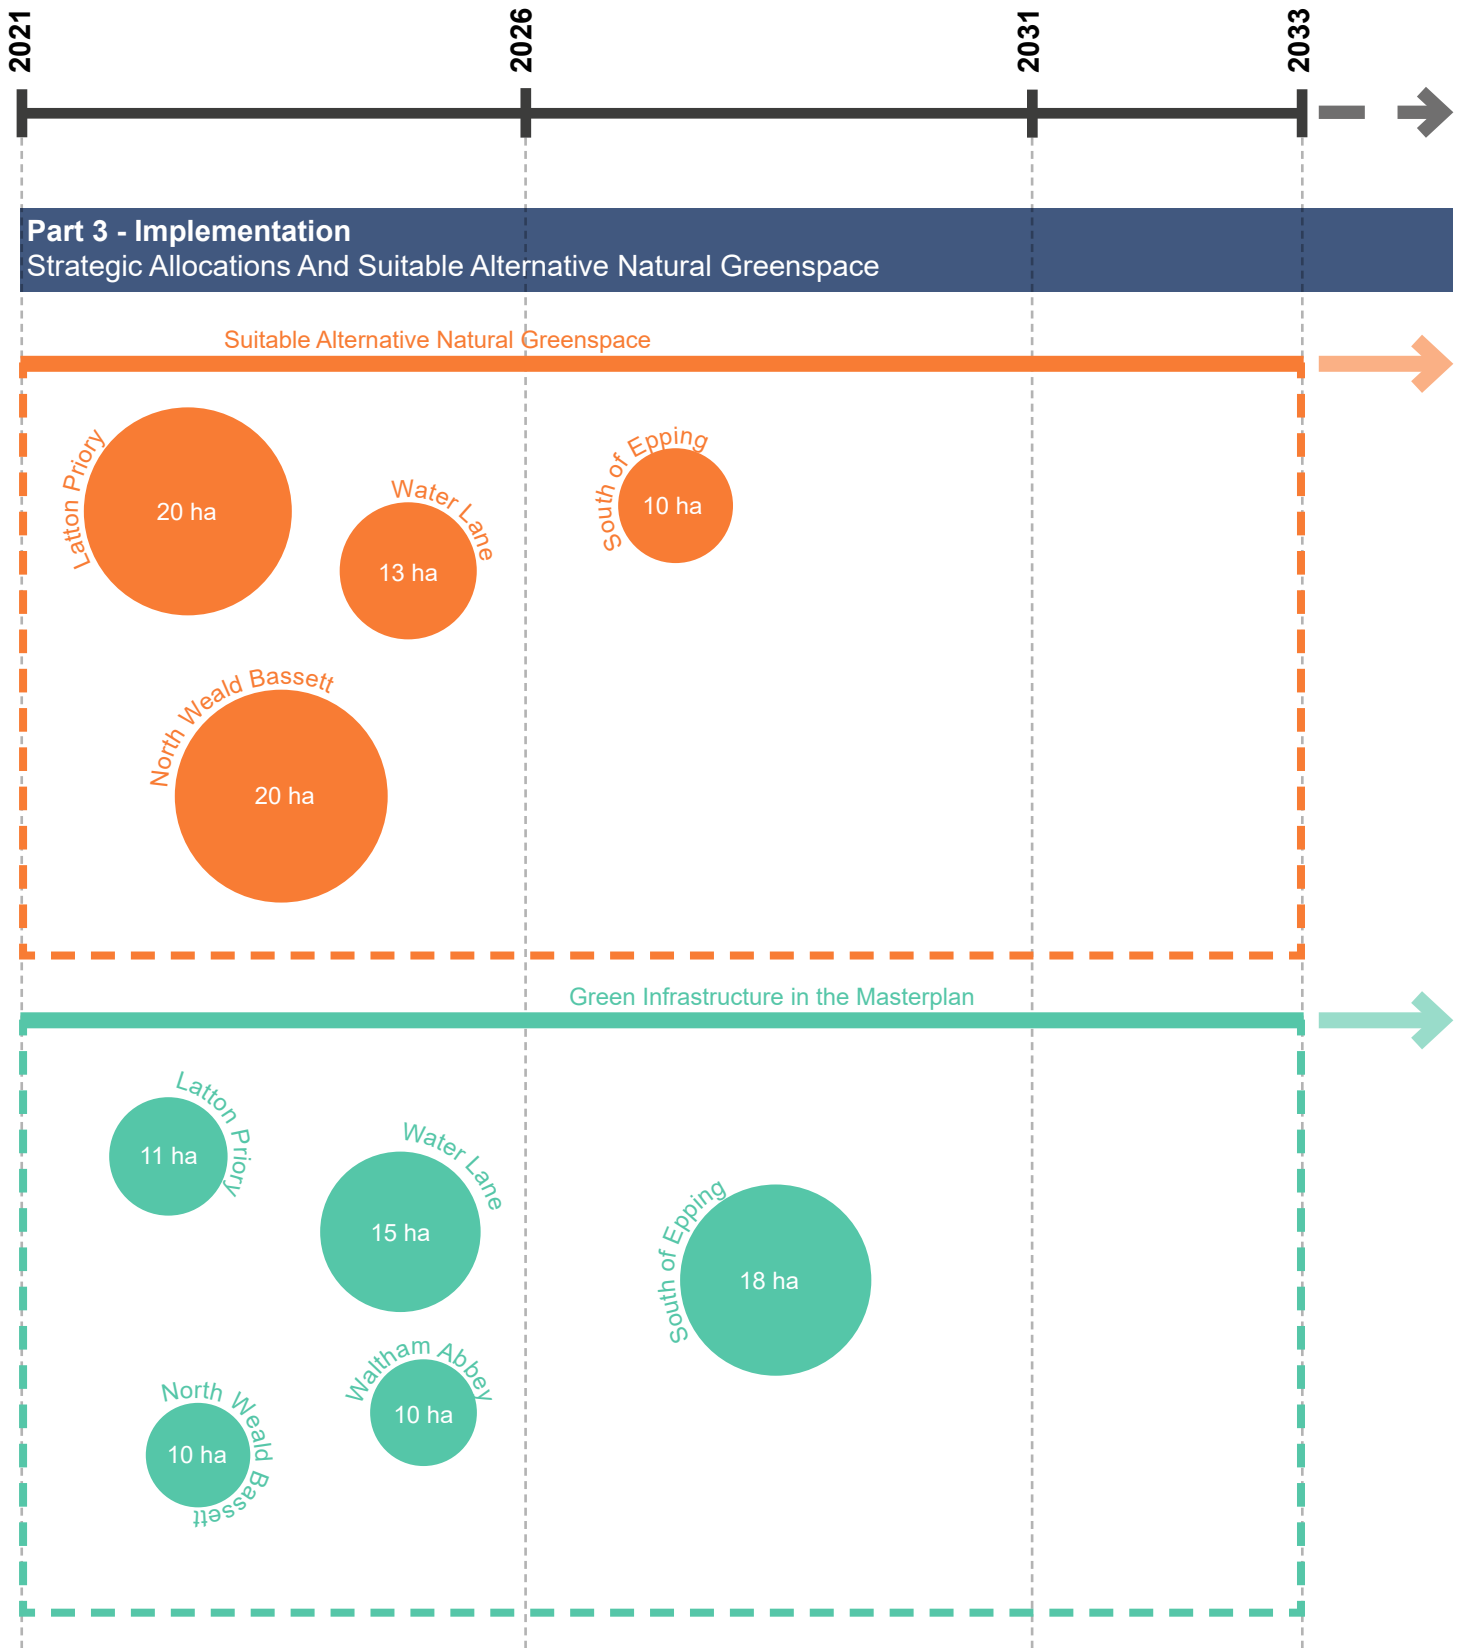 2021
2026
2031
2033
Part 3 - Implementation
Strategic Allocations And Suitable Alternative Natural Greenspace
Suitable Alternative Natural Greenspace
Latton Priory
20 ha
Water Lane
13 ha
South of Epping
10 ha
North Weald Bassett
20 ha
Green Infrastructure in the Masterplan
Latton Priory
11 ha
Water Lane
15 ha
South of Epping
18 ha
Waltham Abbey
10 ha
North Weald Bassett
10 ha